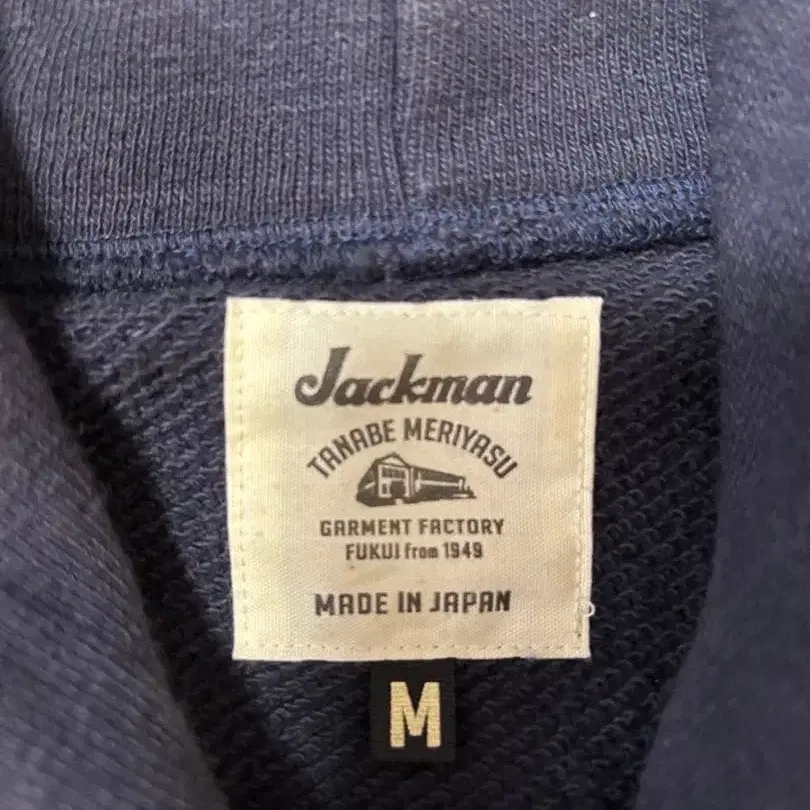 Jackman
TANABE MERIYASU
GARMENT FACTORY
FUKUI from 1949
MADE IN JAPAN
M